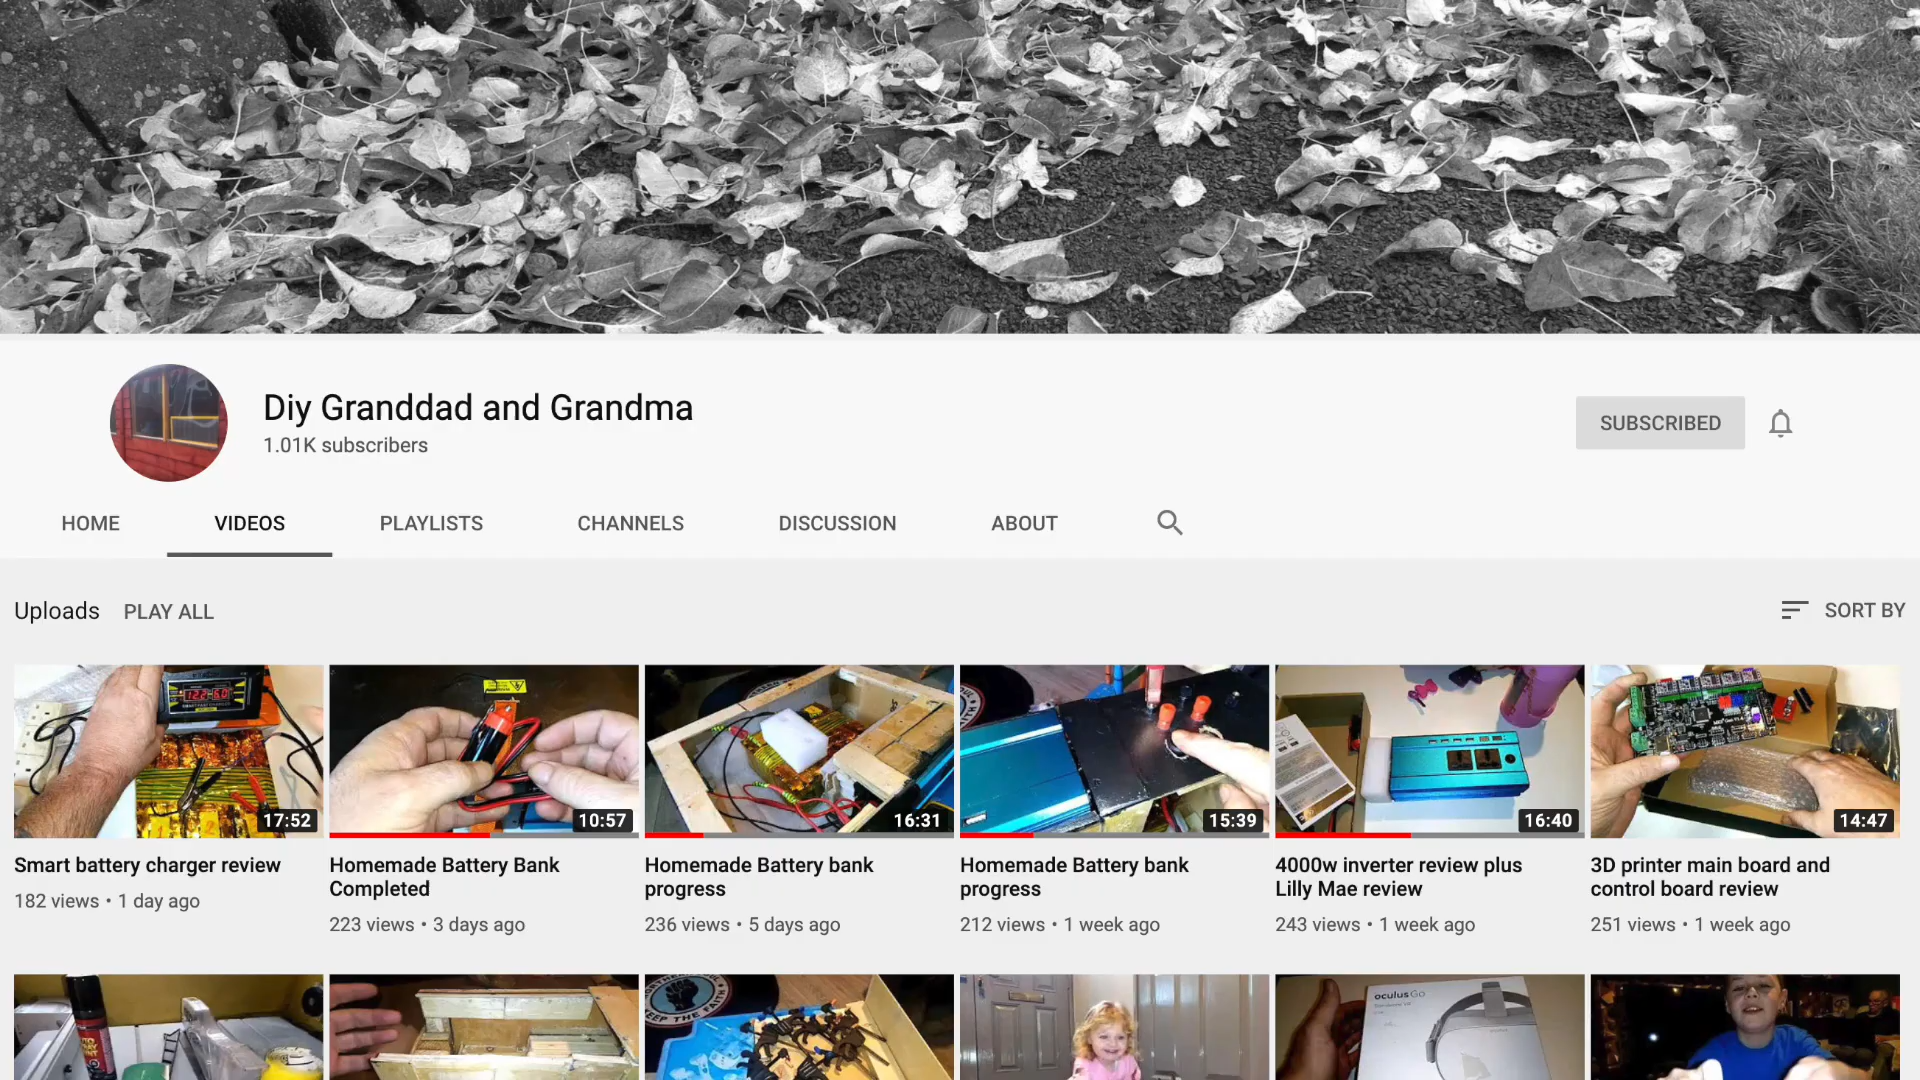 Diy Granddad and Grandma
1.01K subscribers
SUBSCRIBED
HOME
VIDEOS
PLAYLISTS
CHANNELS
DISCUSSION
ABOUT
Uploads
PLAY ALL
SORT BY
17:52
10:57
16:31
15:39
16:40
14:47
Smart battery charger review
182 views • 1 day ago
Homemade Battery Bank
Completed
223 views • 3 days ago
Homemade Battery bank
progress
236 views • 5 days ago
Homemade Battery bank
progress
212 views • 1 week ago
4000w inverter review plus
Lilly Mae review
243 views • 1 week ago
3D printer main board and
control board review
251 views • 1 week ago
KEEP THE FAITH
oculus Go